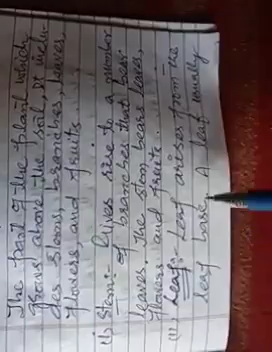 The part of the plant which
grows above the soil, It inclu-
des stems, branches, leaves,
flowers, and fruits
i) Stem:- Gives rise to a number
of branches that bear
leaves. The stem bears leaves,
flowers and fruits.
ii) Leaf:- Leaf arises from the
leaf base. A leaf usually